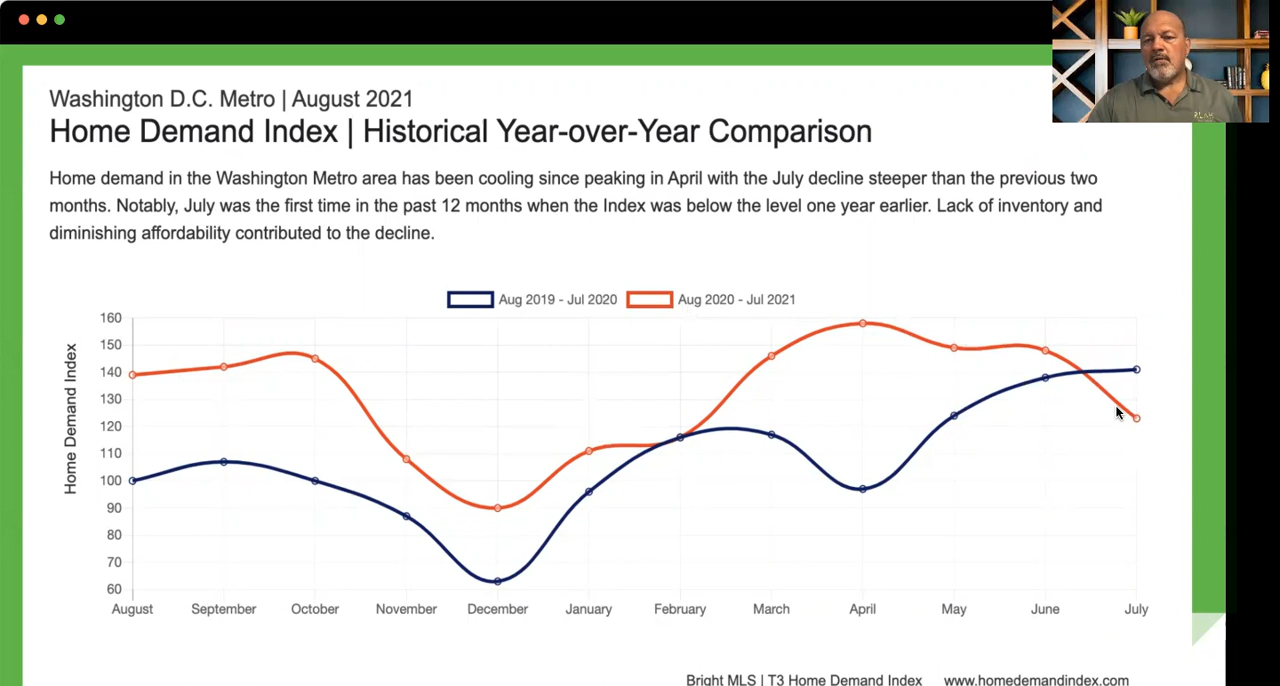 Washington D.C. Metro | August 2021
Home Demand Index | Historical Year-over-Year Comparison
Home demand in the Washington Metro area has been cooling since peaking in April with the July decline steeper than the previous two
months. Notably, July was the first time in the past 12 months when the Index was below the level one year earlier. Lack of inventory and
diminishing affordability contributed to the decline.
Aug 2019 - Jul 2020 Aug 2020 - Jul 2021
Home Demand Index
160
150
140
130
120
110
100
90
80
70
60
August September October November December January February March April May June July
Bright MLS | T3 Home Demand Index www.homedemandindex.com